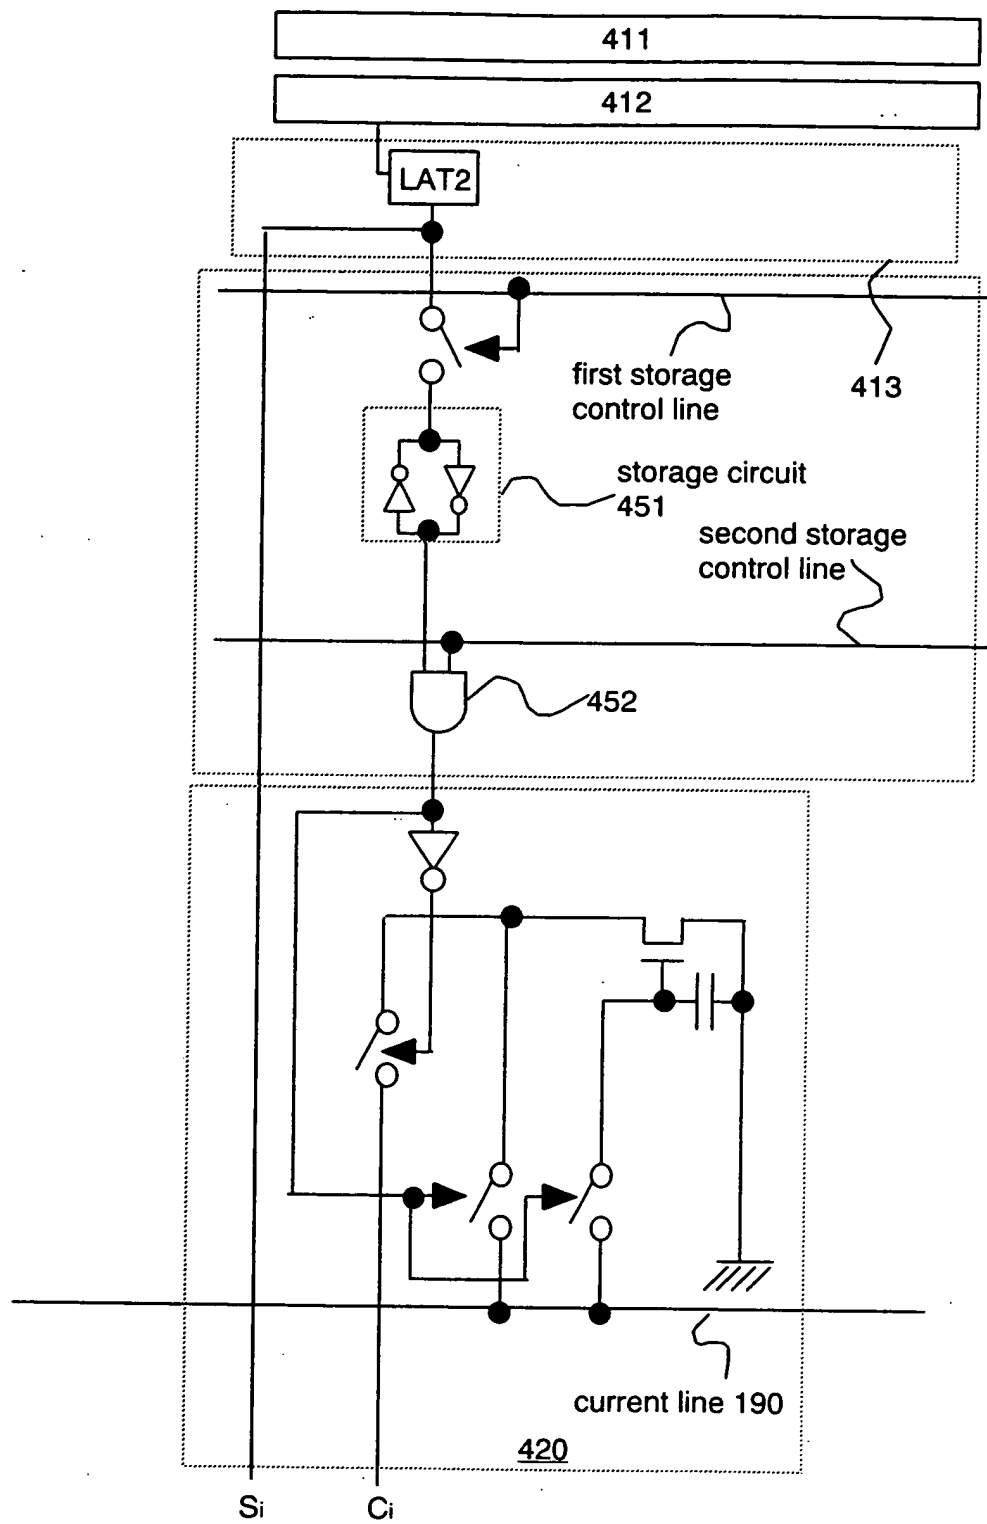 411
412
LAT2
first storage
control line
413
storage circuit
451
second storage
control line
452
current line 190
420
Si
Ci